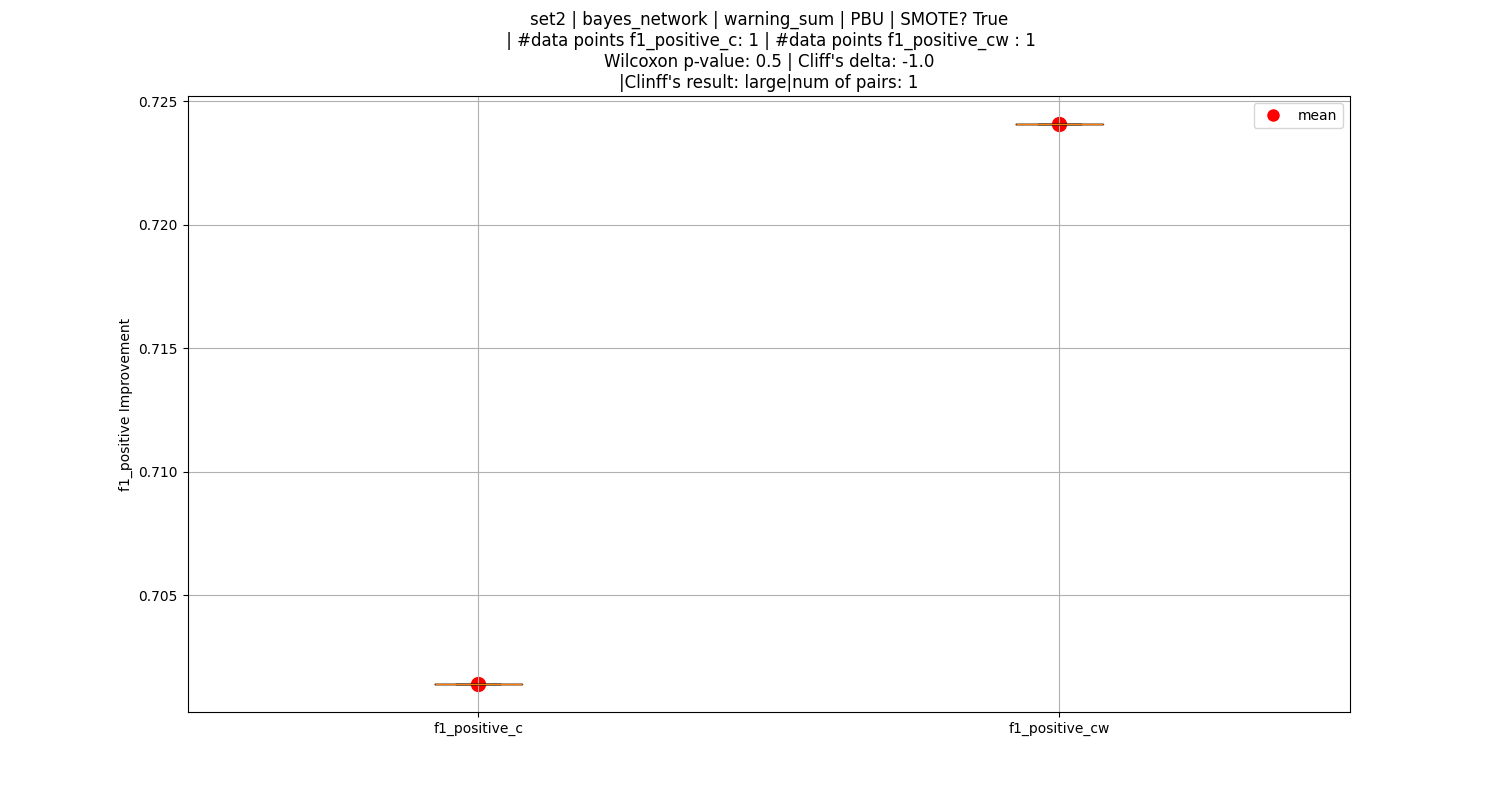 set2 | bayes_network | warning_sum | PBU | SMOTE? True
| #data points f1_positive_c: 1 | #data points f1_positive_cw : 1
Wilcoxon p-value: 0.5 | Cliff's delta: -1.0
|Clinff's result: large|num of pairs: 1
mean
f1_positive Improvement
0.725
0.720
0.715
0.710
0.705
f1_positive_c
f1_positive_cw